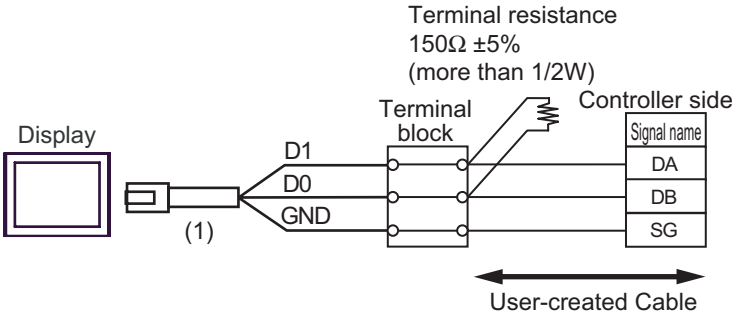 Terminal resistance
150Ω ±5%
(more than 1/2W)
Controller side
Terminal
block
Signal name
Display
D1
DA
D0
DB
GND
SG
(1)
User-created Cable